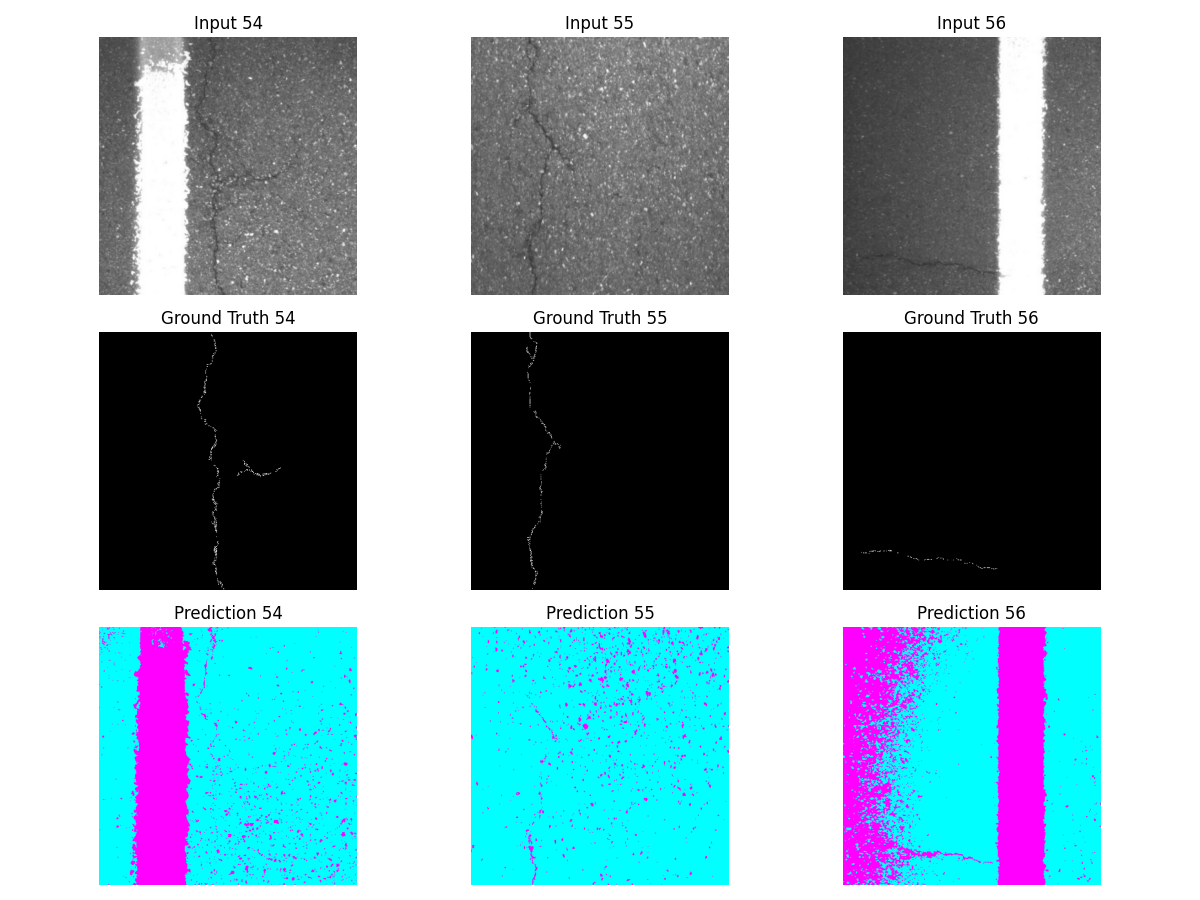 Input 54
Input 55
Input 56
Ground Truth 54
Ground Truth 55
Ground Truth 56
Prediction 54
Prediction 55
Prediction 56